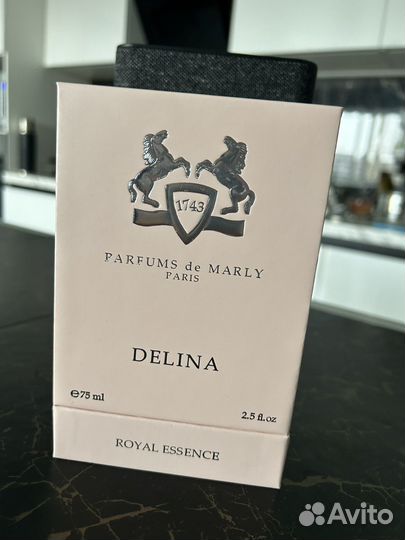 1743
PARFUMS de MARLY
PARIS
DELINA
℮75 ml
2.5 fl.oz
ROYAL ESSENCE
Avito